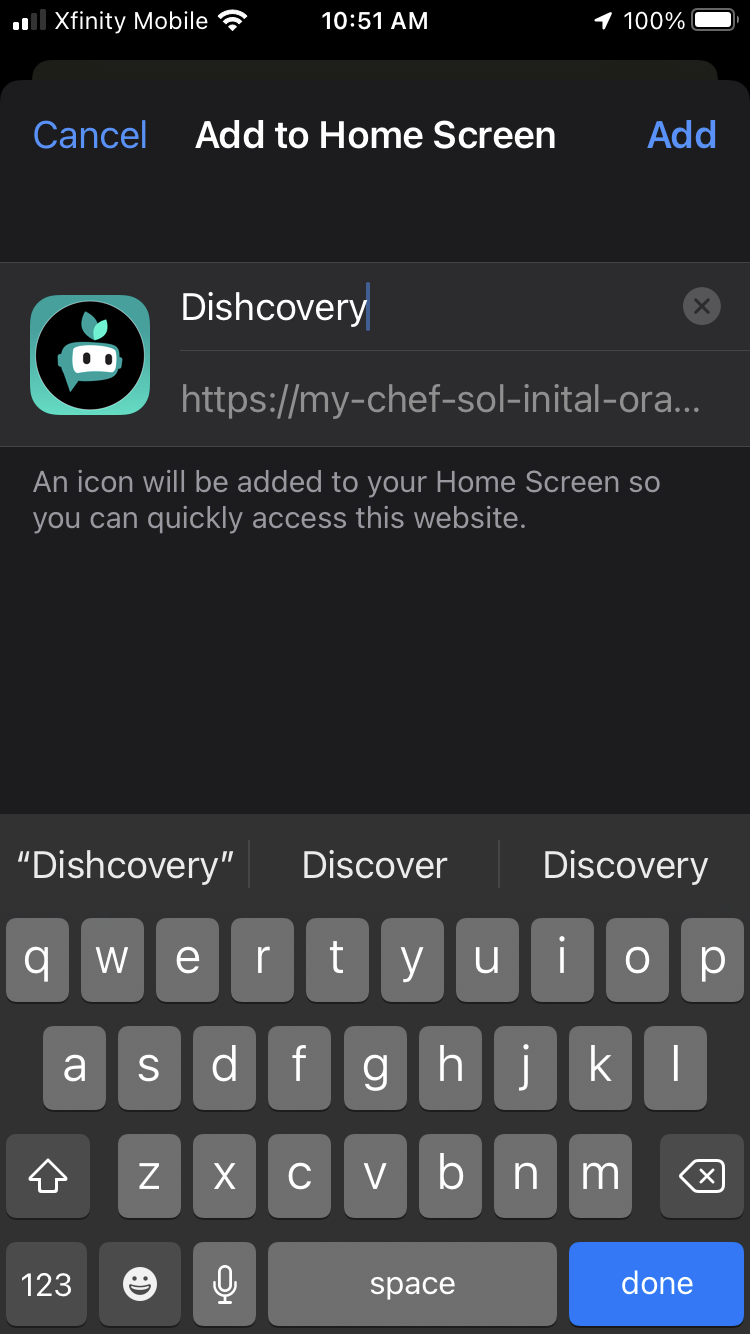 Xfinity Mobile 10:51 AM 100%
Cancel Add to Home Screen Add
Dishcovery
https://my-chef-sol-inital-ora...
An icon will be added to your Home Screen so
you can quickly access this website.
“Dishcovery” Discover Discovery
q w e r t y u i o p
a s d f g h j k l
z x c v b n m
123 space done